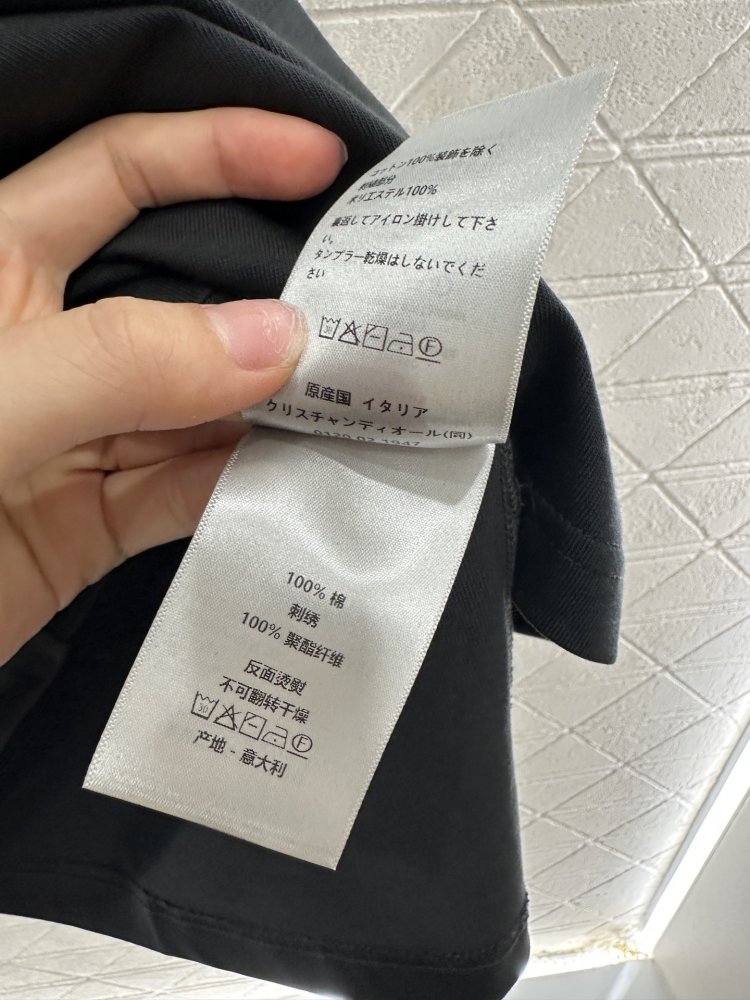 コットン100%装飾を除く
刺繍部分
ポリエステル100%
裏返してアイロン掛けして下さ
い。
タンブラー乾燥はしないでくだ
さい
30
F
原産国 イタリア
クリスチャンディオール(同)
0120 02 1947
100% 棉
刺绣
100% 聚酯纤维
反面烫熨
不可翻转干燥
30
F
产地 - 意大利